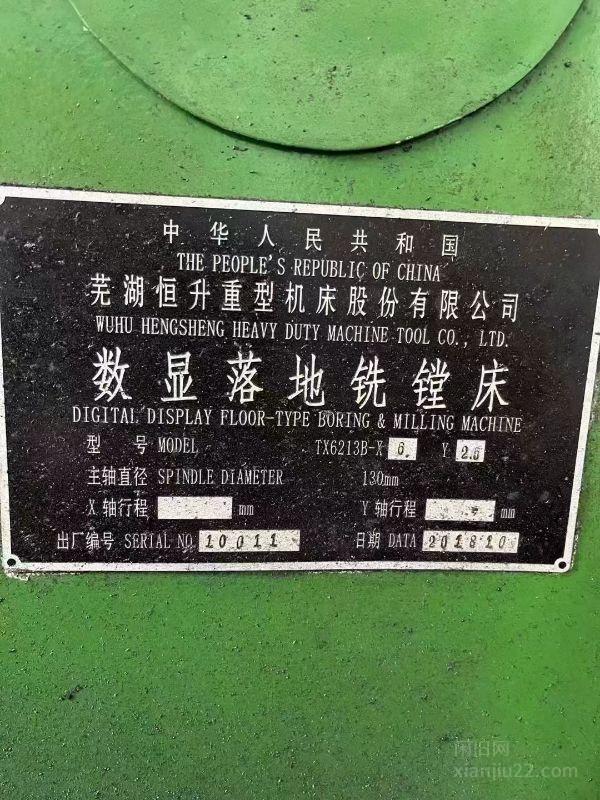 中华人民共和国
THE PEOPLE'S REPUBLIC OF CHINA
芜湖恒升重型机床股份有限公司
WUHU HENGSHENG HEAVY DUTY MACHINE TOOL CO., LTD.
数显落地铣镗床
DIGITAL DISPLAY FLOOR-TYPE BORING & MILLING MACHINE
型 号 MODEL TX6213B-X 6. Y 2.6
主轴直径 SPINDLE DIAMETER 130mm
X 轴行程 mm Y 轴行程 mm
出厂编号 SERIAL NO. 10011 日期 DATA 201810
闲旧网
xianjiu22.com